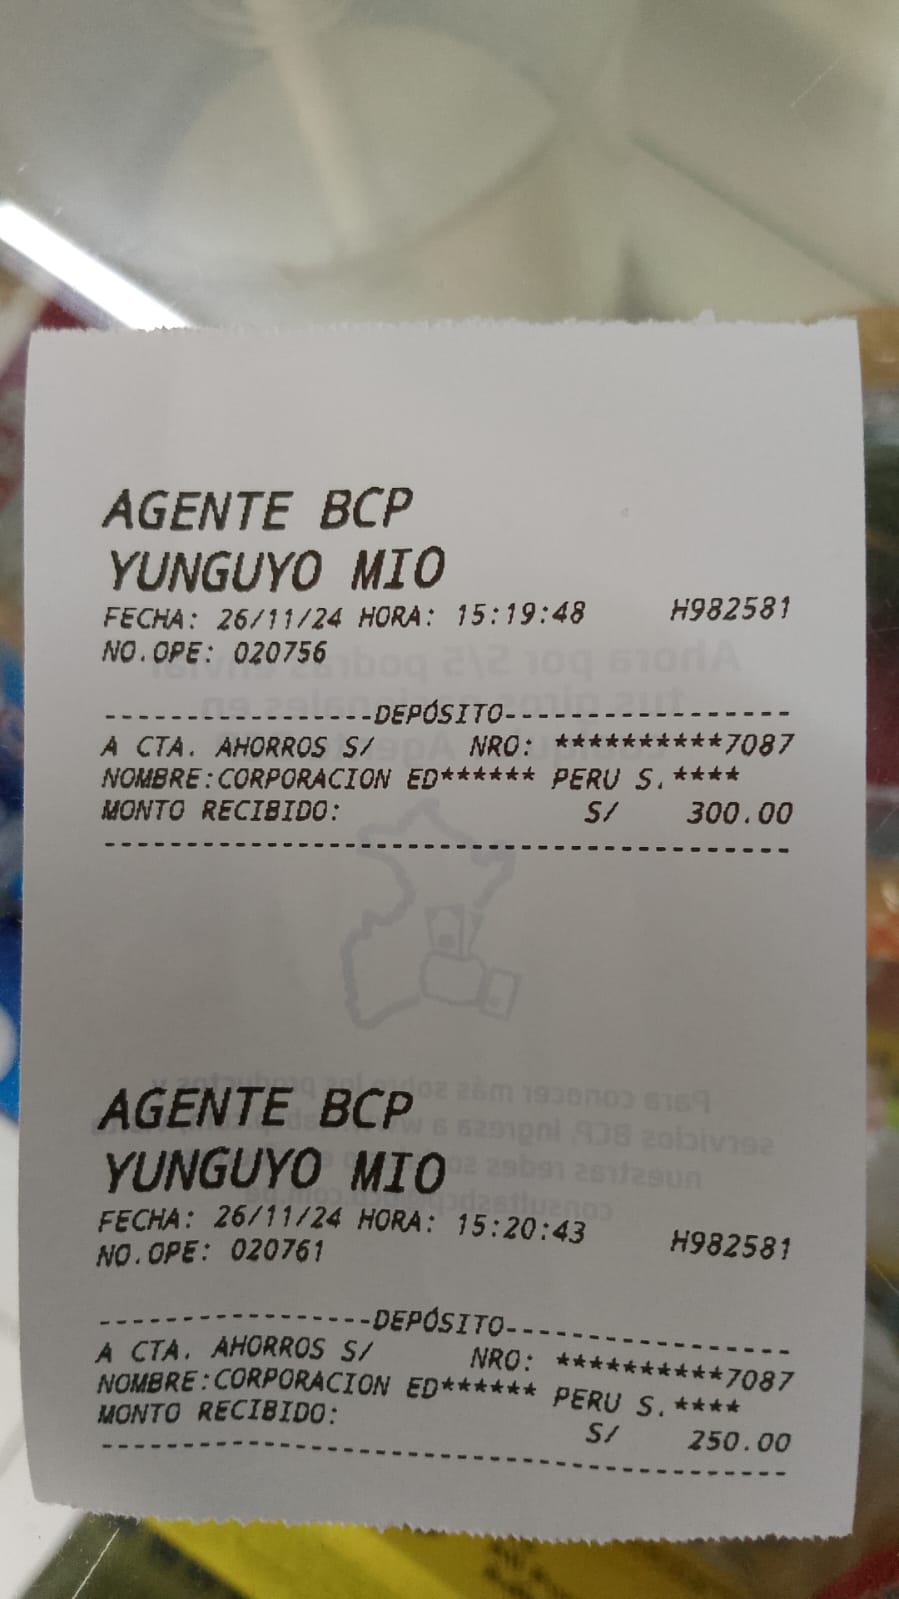 AGENTE BCP
YUNGUYO MIO
FECHA: 26/11/24 HORA: 15:19:48 H982581
NO.OPE: 020756
-----------------DEPÓSITO------------------
A CTA. AHORROS S/ NRO: **********7087
NOMBRE:CORPORACION ED****** PERU S.****
MONTO RECIBIDO: S/ 300.00
-------------------------------------------
AGENTE BCP
YUNGUYO MIO
FECHA: 26/11/24 HORA: 15:20:43 H982581
NO.OPE: 020761
-----------------DEPÓSITO------------------
A CTA. AHORROS S/ NRO: **********7087
NOMBRE:CORPORACION ED****** PERU S.****
MONTO RECIBIDO: S/ 250.00
-------------------------------------------